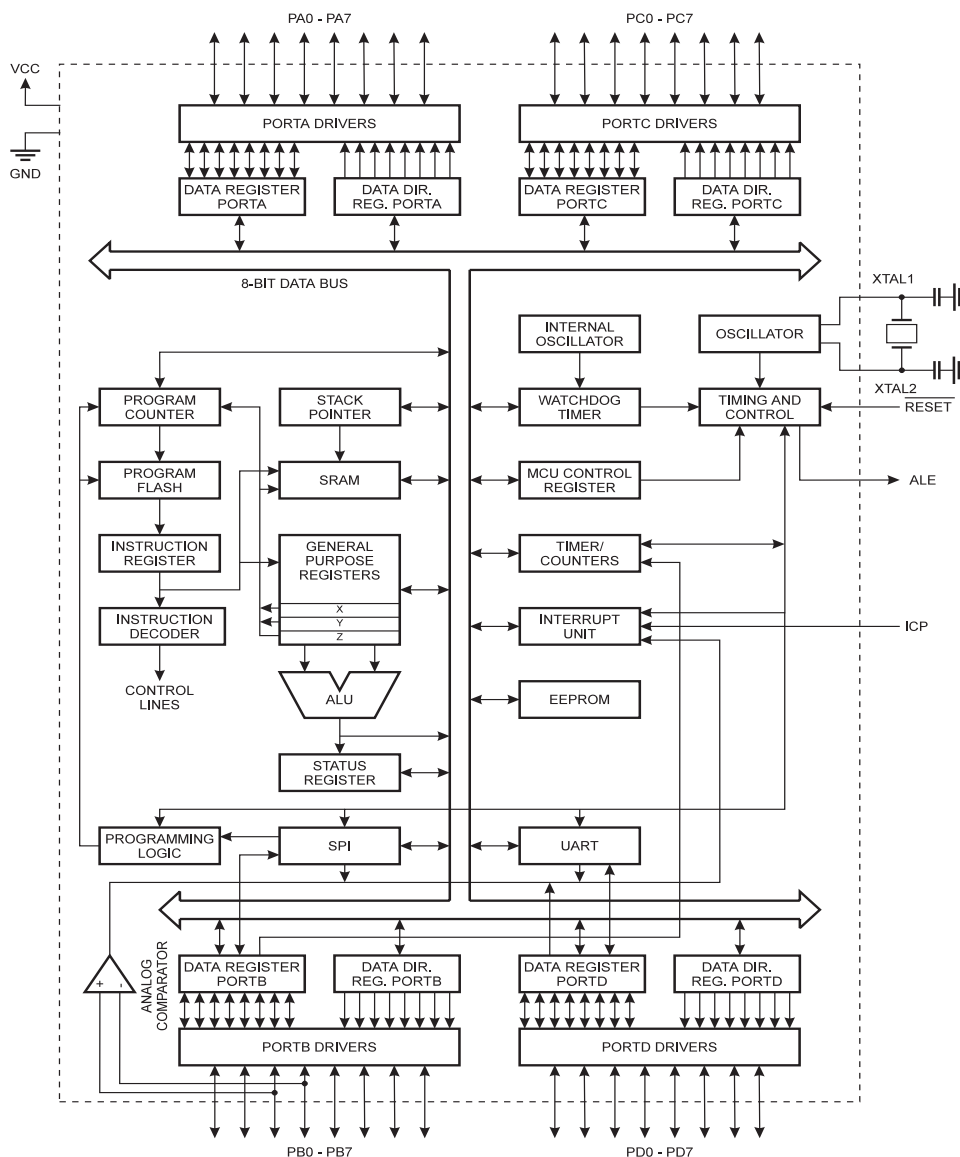 PA0 - PA7
PC0 - PC7
VCC
GND
PORTA DRIVERS
PORTC DRIVERS
DATA REGISTER
PORTA
DATA DIR.
REG. PORTA
DATA REGISTER
PORTC
DATA DIR.
REG. PORTC
8-BIT DATA BUS
XTAL1
INTERNAL
OSCILLATOR
OSCILLATOR
XTAL2
PROGRAM
COUNTER
STACK
POINTER
WATCHDOG
TIMER
TIMING AND
CONTROL
RESET
PROGRAM
FLASH
SRAM
MCU CONTROL
REGISTER
ALE
INSTRUCTION
REGISTER
GENERAL
PURPOSE
REGISTERS
TIMER/
COUNTERS
X
Y
Z
INSTRUCTION
DECODER
INTERRUPT
UNIT
ICP
CONTROL
LINES
ALU
EEPROM
STATUS
REGISTER
PROGRAMMING
LOGIC
SPI
UART
+
-
ANALOG
COMPARATOR
DATA REGISTER
PORTB
DATA DIR.
REG. PORTB
DATA REGISTER
PORTD
DATA DIR.
REG. PORTD
PORTB DRIVERS
PORTD DRIVERS
PB0 - PB7
PD0 - PD7